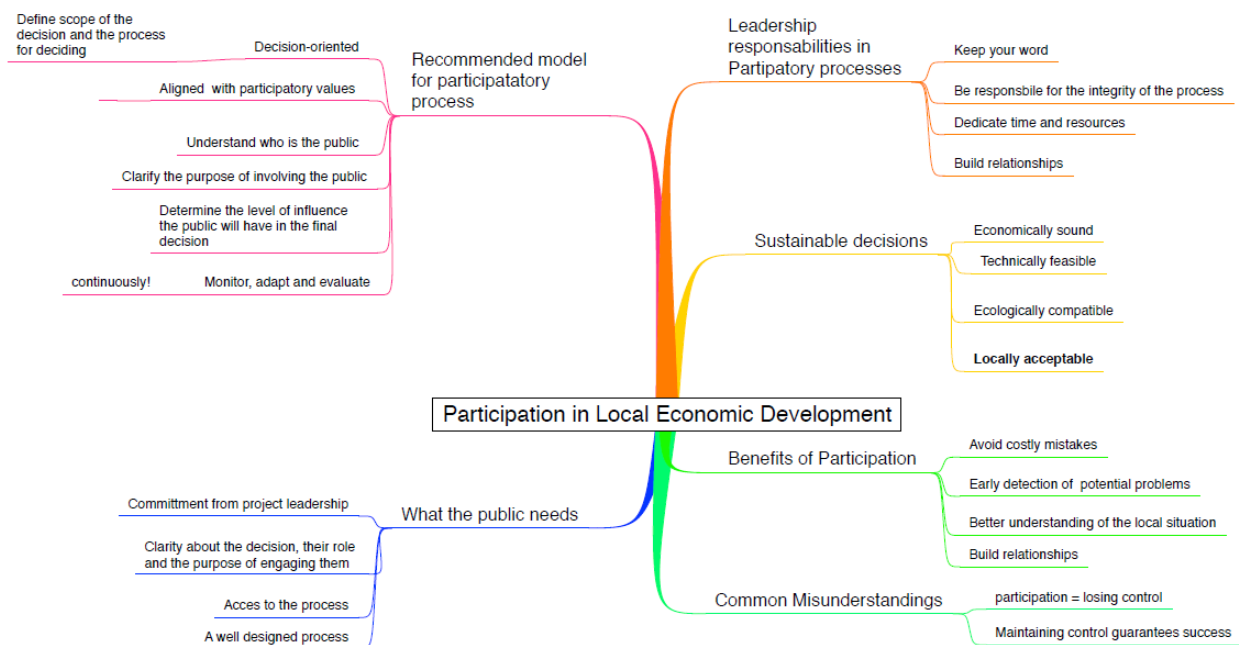 Define scope of the
decision and the process
for deciding
Decision-oriented
Recommended model
for participatatory
process
Aligned with participatory values
Understand who is the public
Clarify the purpose of involving the public
Determine the level of influence
the public will have in the final
decision
continuously!
Monitor, adapt and evaluate
Leadership
responsabilities in
Partipatory processes
Keep your word
Be responsbile for the integrity of the process
Dedicate time and resources
Build relationships
Sustainable decisions
Economically sound
Technically feasible
Ecologically compatible
Locally acceptable
Participation in Local Economic Development
Benefits of Participation
Avoid costly mistakes
Early detection of potential problems
Better understanding of the local situation
Build relationships
What the public needs
Committment from project leadership
Clarity about the decision, their role
and the purpose of engaging them
Acces to the process
A well designed process
Common Misunderstandings
participation = losing control
Maintaining control guarantees success